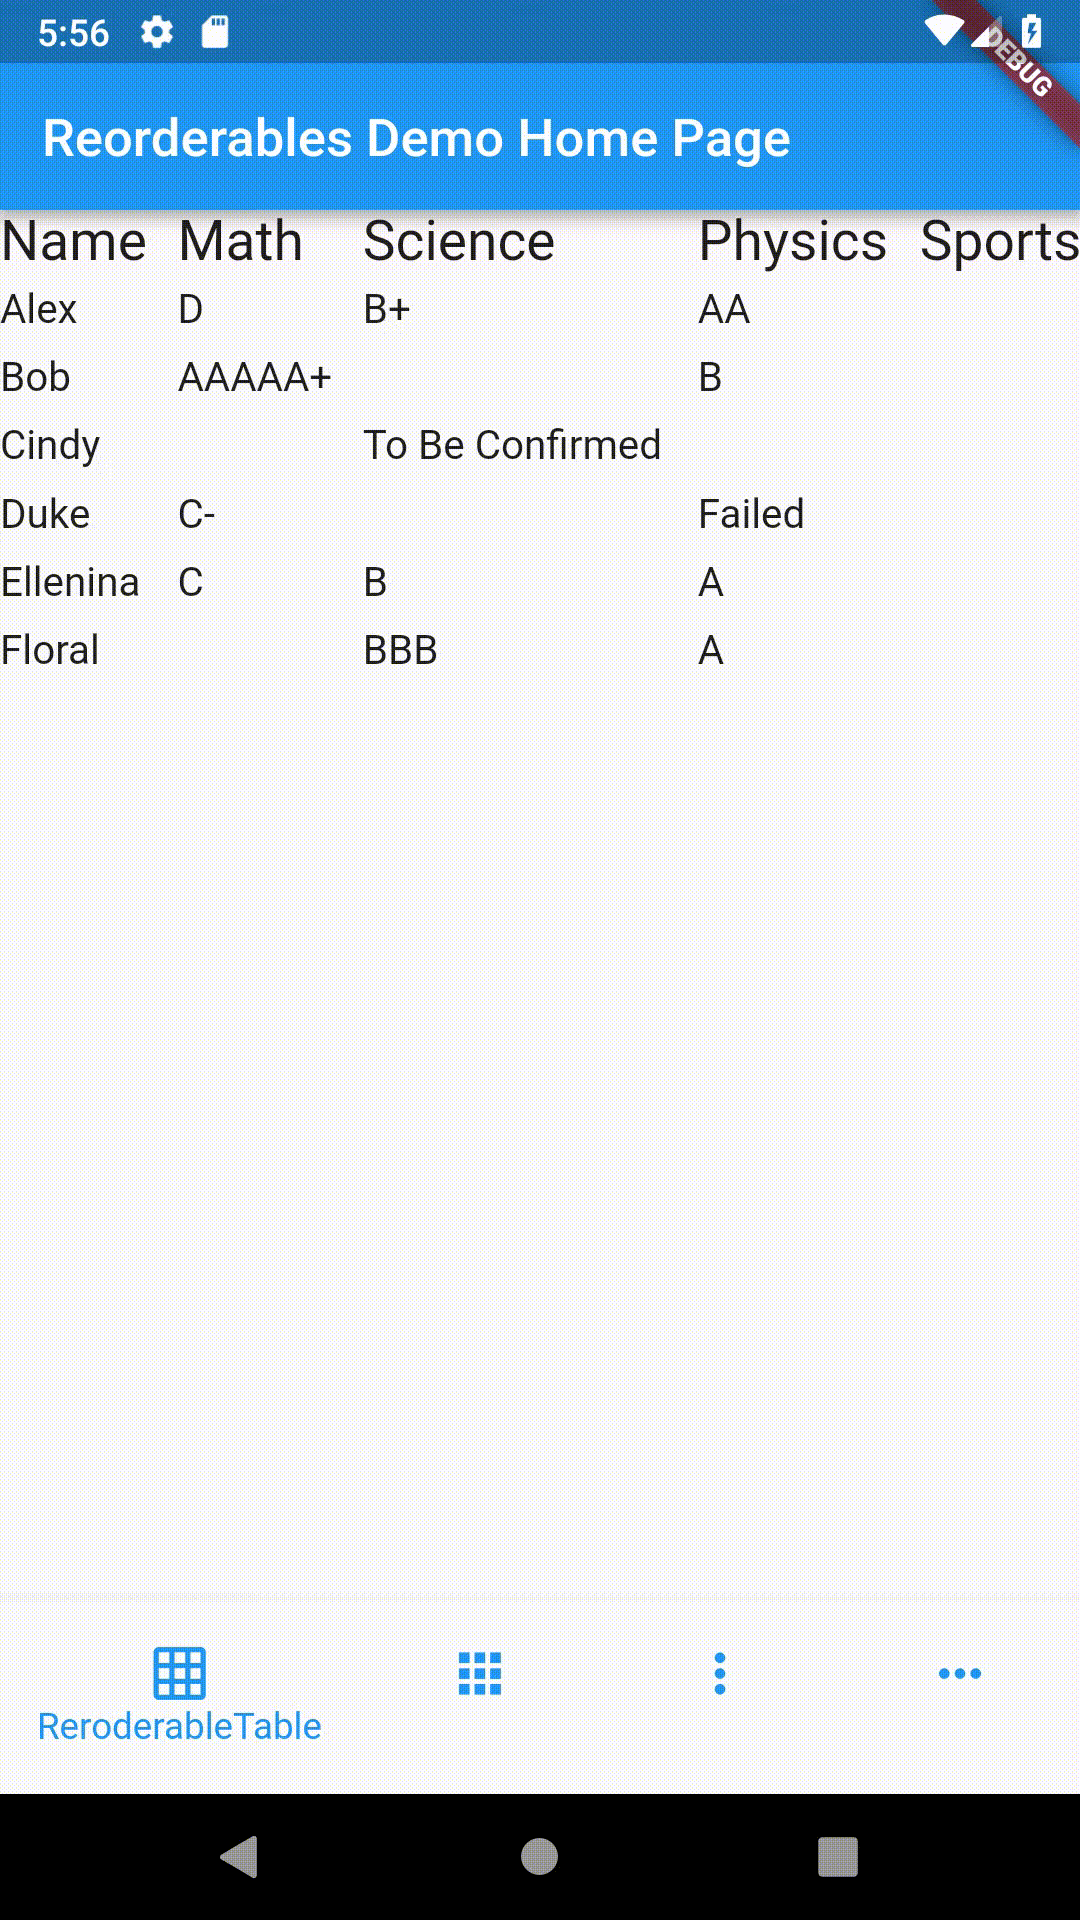 5:56
DEBUG
Reorderables Demo Home Page
Name Math Science Physics Sports
Alex D B+ AA
Bob AAAAA+ B
Cindy To Be Confirmed
Duke C- Failed
Ellenina C B A
Floral BBB A
ReroderableTable